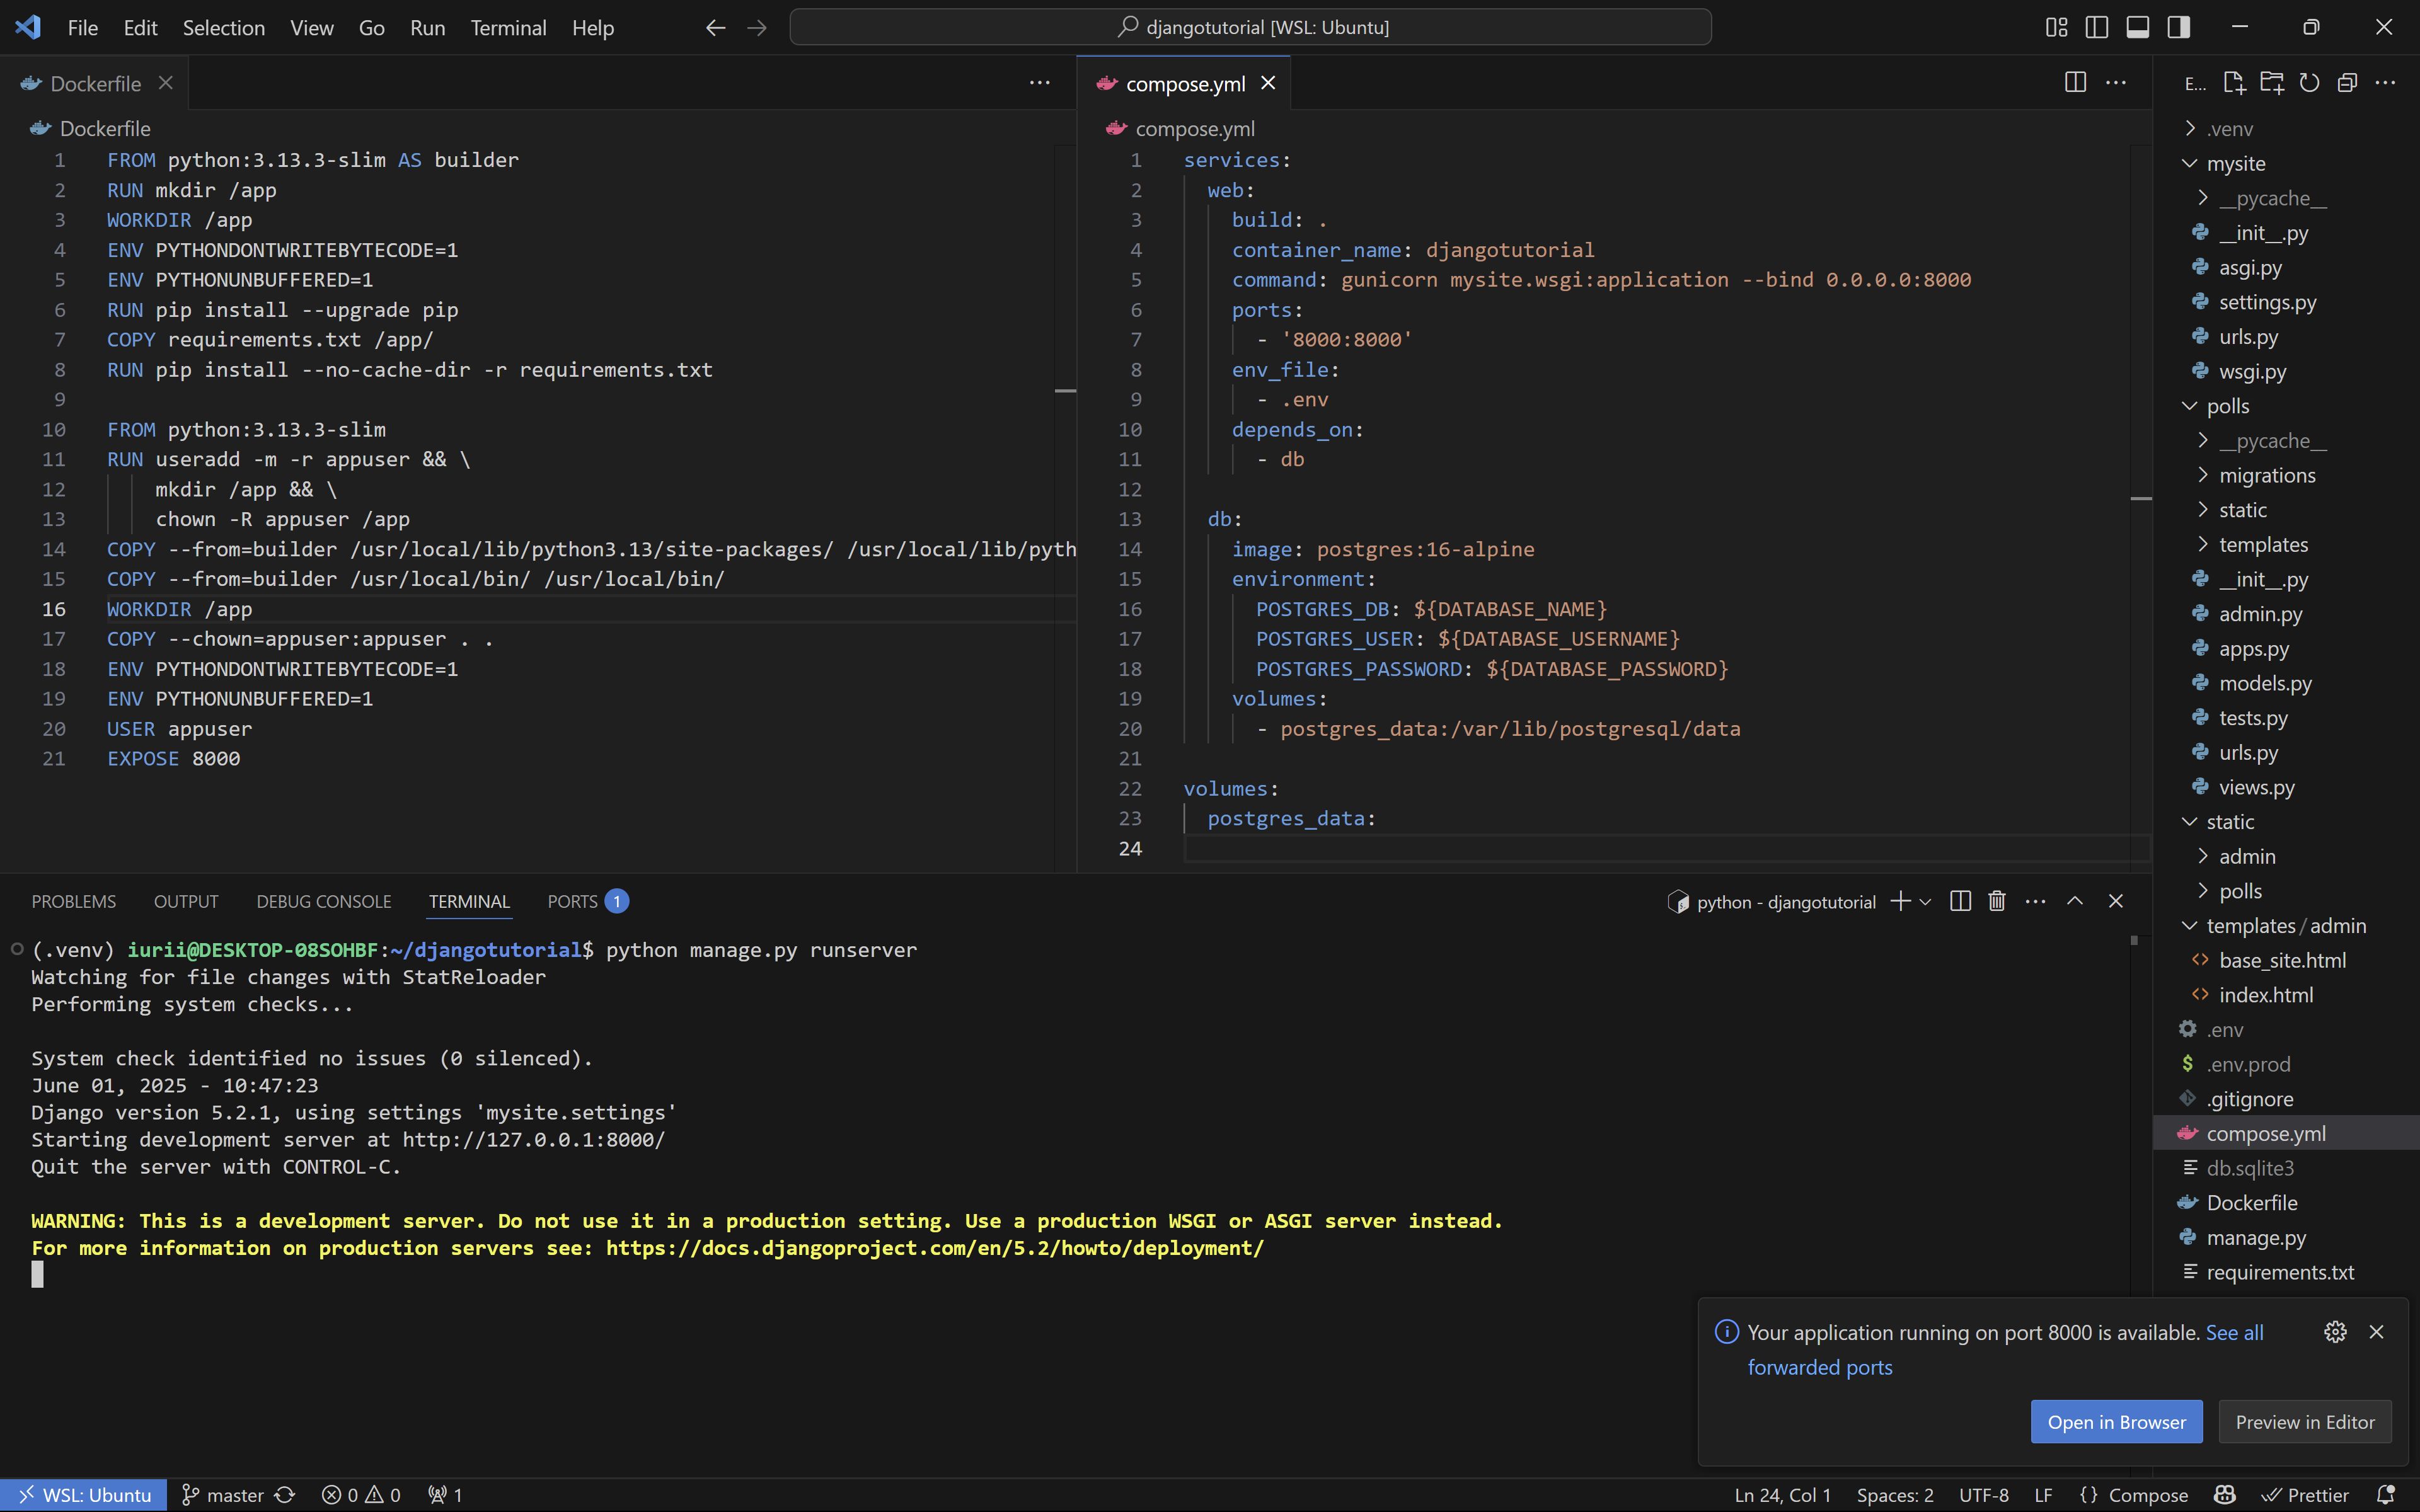 File Edit Selection View Go Run Terminal Help
djangotutorial [WSL: Ubuntu]
Dockerfile
Dockerfile
1 FROM python:3.13.3-slim AS builder
2 RUN mkdir /app
3 WORKDIR /app
4 ENV PYTHONDONTWRITEBYTECODE=1
5 ENV PYTHONUNBUFFERED=1
6 RUN pip install --upgrade pip
7 COPY requirements.txt /app/
8 RUN pip install --no-cache-dir -r requirements.txt
9
10 FROM python:3.13.3-slim
11 RUN useradd -m -r appuser && \
12 mkdir /app && \
13 chown -R appuser /app
14 COPY --from=builder /usr/local/lib/python3.13/site-packages/ /usr/local/lib/pyth
15 COPY --from=builder /usr/local/bin/ /usr/local/bin/
16 WORKDIR /app
17 COPY --chown=appuser:appuser . .
18 ENV PYTHONDONTWRITEBYTECODE=1
19 ENV PYTHONUNBUFFERED=1
20 USER appuser
21 EXPOSE 8000
compose.yml
compose.yml
1 services:
2 web:
3 build: .
4 container_name: djangotutorial
5 command: gunicorn mysite.wsgi:application --bind 0.0.0.0:8000
6 ports:
7 - '8000:8000'
8 env_file:
9 - .env
10 depends_on:
11 - db
12
13 db:
14 image: postgres:16-alpine
15 environment:
16 POSTGRES_DB: ${DATABASE_NAME}
17 POSTGRES_USER: ${DATABASE_USERNAME}
18 POSTGRES_PASSWORD: ${DATABASE_PASSWORD}
19 volumes:
20 - postgres_data:/var/lib/postgresql/data
21
22 volumes:
23 postgres_data:
24
E...
.venv
mysite
__pycache__
__init__.py
asgi.py
settings.py
urls.py
wsgi.py
polls
__pycache__
migrations
static
templates
__init__.py
admin.py
apps.py
models.py
tests.py
urls.py
views.py
static
admin
polls
templates/admin
base_site.html
index.html
.env
.env.prod
.gitignore
compose.yml
db.sqlite3
Dockerfile
manage.py
requirements.txt
PROBLEMS OUTPUT DEBUG CONSOLE TERMINAL PORTS 1
python - djangotutorial
(.venv) iurii@DESKTOP-08SOHBF:~/djangotutorial$ python manage.py runserver
Watching for file changes with StatReloader
Performing system checks...
System check identified no issues (0 silenced).
June 01, 2025 - 10:47:23
Django version 5.2.1, using settings 'mysite.settings'
Starting development server at http://127.0.0.1:8000/
Quit the server with CONTROL-C.
WARNING: This is a development server. Do not use it in a production setting. Use a production WSGI or ASGI server instead.
For more information on production servers see: https://docs.djangoproject.com/en/5.2/howto/deployment/
Your application running on port 8000 is available. See all
forwarded ports
Open in Browser Preview in Editor
WSL: Ubuntu master 0 0 1
Ln 24, Col 1 Spaces: 2 UTF-8 LF {} Compose Prettier